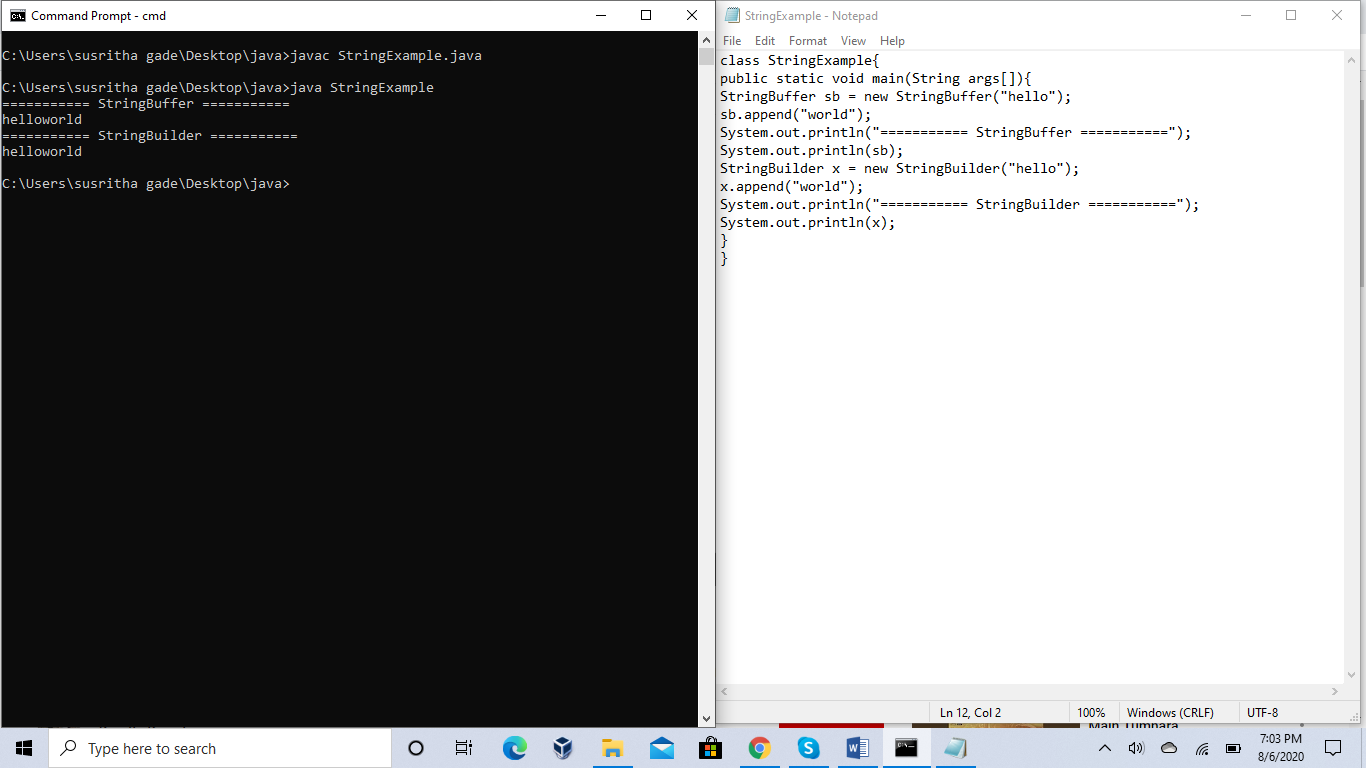 Command Prompt - cmd
C:\Users\susritha gade\Desktop\java>javac StringExample.java
C:\Users\susritha gade\Desktop\java>java StringExample
=========== StringBuffer ===========
helloworld
=========== StringBuilder ===========
helloworld
C:\Users\susritha gade\Desktop\java>
StringExample - Notepad
File Edit Format View Help
class StringExample{
public static void main(String args[]){
StringBuffer sb = new StringBuffer("hello");
sb.append("world");
System.out.println("=========== StringBuffer ===========");
System.out.println(sb);
StringBuilder x = new StringBuilder("hello");
x.append("world");
System.out.println("=========== StringBuilder ===========");
System.out.println(x);
}
}
Ln 12, Col 2 100% Windows (CRLF) UTF-8
Type here to search
7:03 PM
8/6/2020